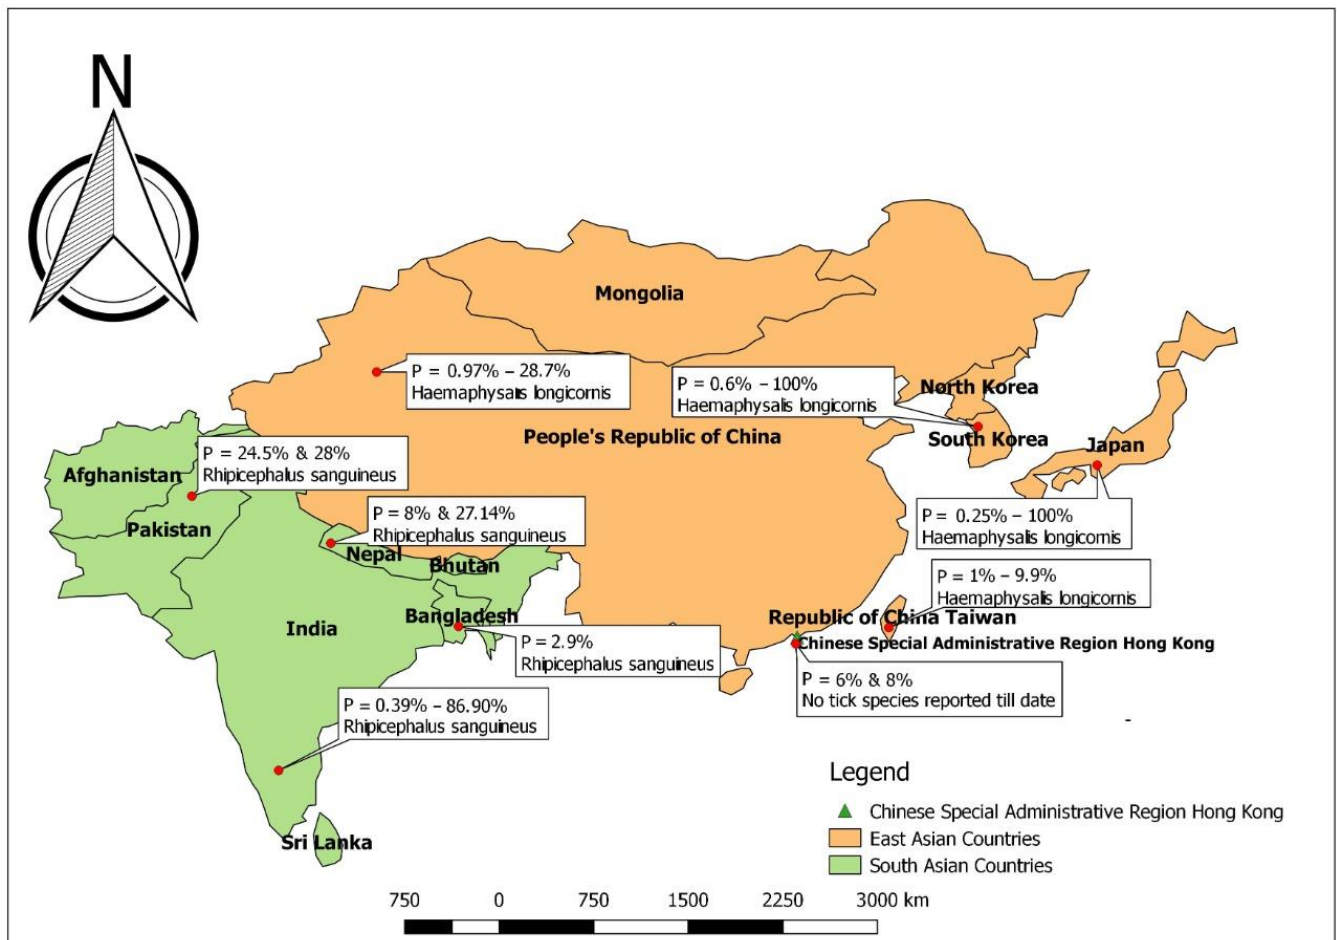 N
Mongolia
P = 0.97% – 28.7%
Haemaphysalis longicornis
P = 0.6% – 100%
Haemaphysalis longicornis
North Korea
People's Republic of China
South Korea
Japan
P = 24.5% & 28%
Rhipicephalus sanguineus
Afghanistan
Pakistan
P = 8% & 27.14%
Rhipicephalus sanguineus
Nepal
Bhutan
P = 0.25% – 100%
Haemaphysalis longicornis
P = 1% – 9.9%
Haemaphysalis longicornis
India
Bangladesh
Republic of China Taiwan
Chinese Special Administrative Region Hong Kong
P = 2.9%
Rhipicephalus sanguineus
P = 6% & 8%
No tick species reported till date
P = 0.39% – 86.90%
Rhipicephalus sanguineus
Sri Lanka
Legend
Chinese Special Administrative Region Hong Kong
East Asian Countries
South Asian Countries
750 0 750 1500 2250 3000 km